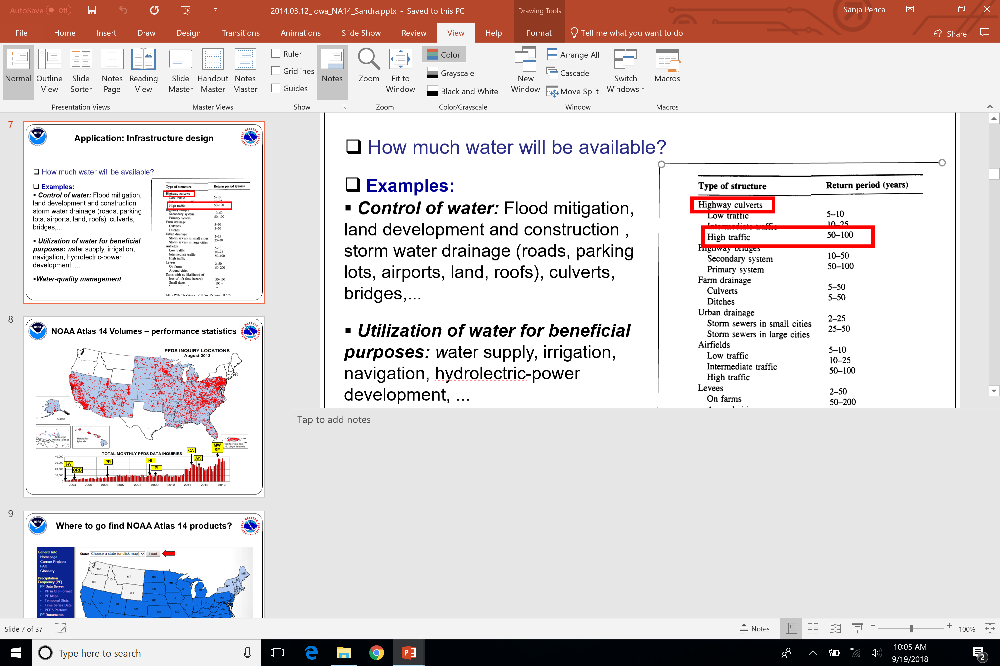 AutoSave Off
2014.03.12_Iowa_NA14_Sandra.pptx - Saved to this PC
Drawing Tools
Sanja Perica
File Home Insert Draw Design Transitions Animations Slide Show Review View Help Format Tell me what you want to do
Share
Normal
Outline View
Slide Sorter
Notes Page
Reading View
Presentation Views
Slide Master
Handout Master
Notes Master
Master Views
Ruler
Gridlines
Guides
Show
Notes
Zoom
Fit to Window
Zoom
Color
Grayscale
Black and White
Color/Grayscale
New Window
Arrange All
Cascade
Move Split
Switch Windows
Window
Macros
Macros
7
Application: Infrastructure design
How much water will be available?
Examples:
▪ Control of water: Flood mitigation,
land development and construction ,
storm water drainage (roads, parking
lots, airports, land, roofs), culverts,
bridges,...
▪ Utilization of water for beneficial
purposes: water supply, irrigation,
navigation, hydrolectric-power
development, ...
▪Water-quality management
Type of structure Return period (years)
Highway culverts
Low traffic 5-10
Intermediate traffic 10-25
High traffic 50-100
Highway bridges
Secondary system 10-50
Primary system 50-100
Farm drainage
Culverts 5-50
Ditches 5-50
Urban drainage
Storm sewers in small cities 2-25
Storm sewers in large cities 25-50
Airfields
Low traffic 5-10
Intermediate traffic 10-25
High traffic 50-100
Levees
On farms 2-50
Around cities 50-200
Dams with no likelihood of
loss of life (low hazard)
Small dams 50-100
100 +
Mays, Water Resources Handbook, McGraw-Hill, 1996
8
NOAA Atlas 14 Volumes – performance statistics
PFDS INQUIRY LOCATIONS
August 2013
Alaska
Selected
Pacific Islands
Hawaiian
Islands
Puerto Rico and
U.S. Virgin Islands
TOTAL MONTHLY PFDS DATA INQUIRIES
40,000
30,000
20,000
10,000
0
SW
ORB
PR
HI
PI
CA
AK
MW
SE
2004 2005 2006 2007 2008 2009 2010 2011 2012 2013
9
Where to go find NOAA Atlas 14 products?
General Info
Homepage
Current Projects
FAQ
Glossary
Precipitation
Frequency (PF)
PF Data Server
• PF in GIS Format
• PF Maps
• Temporal Distr.
• Time Series Data
• PFDS Perform.
PF Documents
State: Choose a state (or click map) Load
WA
OR
ID
MT
WY
ND
SD
NE
KS
MN
IA
MO
WI
MI
IL
IN
OH
KY
WV
VA
PA
NY
ME
CA
NV
UT
CO
How much water will be available?
Examples:
▪ Control of water: Flood mitigation,
land development and construction ,
storm water drainage (roads, parking
lots, airports, land, roofs), culverts,
bridges,...
▪ Utilization of water for beneficial
purposes: water supply, irrigation,
navigation, hydrolectric-power
development, ...
Type of structure Return period (years)
Highway culverts
Low traffic 5–10
Intermediate traffic 10–25
High traffic 50–100
Highway bridges
Secondary system 10–50
Primary system 50–100
Farm drainage
Culverts 5–50
Ditches 5–50
Urban drainage
Storm sewers in small cities 2–25
Storm sewers in large cities 25–50
Airfields
Low traffic 5–10
Intermediate traffic 10–25
High traffic 50–100
Levees
On farms 2–50
50–200
Tap to add notes
Slide 7 of 37
Notes
100%
Type here to search
10:05 AM
9/19/2018
2